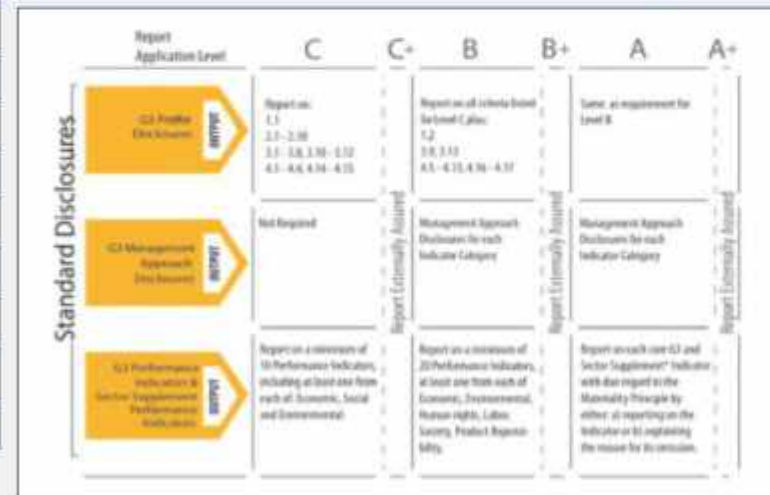 Report
Application Level
C
C+
B
B+
A
A+
Standard Disclosures
G3 Profile
Disclosures
OUTPUT
Report on:
1.1
2.1 - 2.10
3.1 - 3.8, 3.10 - 3.12
4.1 - 4.4, 4.14 - 4.15
Report on all criteria listed
for Level C plus:
1.2
3.9, 3.13
4.5 - 4.13, 4.16 - 4.17
Same as requirement for
Level B
G3 Management
Approach
Disclosures
OUTPUT
Not Required
Management Approach
Disclosures for each
Indicator Category
Management Approach
Disclosures for each
Indicator Category
G3 Performance
Indicators &
Sector Supplement
Performance
Indicators
OUTPUT
Report on a minimum of
10 Performance Indicators,
including at least one from
each of: Economic, Social
and Environmental.
Report on a minimum of
20 Performance Indicators,
at least one from each of
Economic, Environmental,
Human rights, Labor,
Society, Product Responsi-
bility.
Report on each core G3 and
Sector Supplement* Indicator
with due regard to the
Materiality Principle by
either: a) reporting on the
Indicator or b) explaining
the reason for its omission.
Report Externally Assured
Report Externally Assured
Report Externally Assured